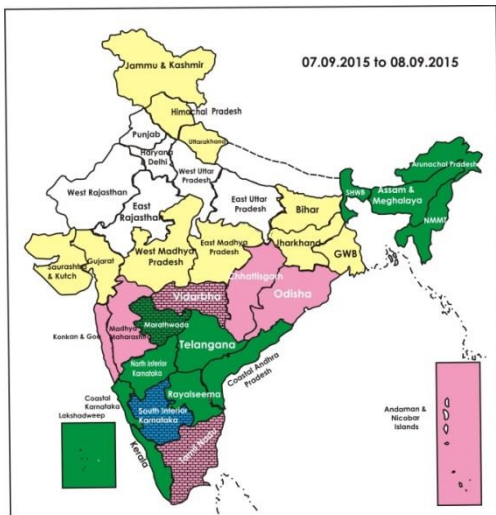 07.09.2015 to 08.09.2015
Jammu & Kashmir
Himachal Pradesh
Punjab
Uttarakhand
Haryana
& Delhi
West Uttar
Pradesh
West Rajasthan
East
Rajasthan
East Uttar
Pradesh
SHWB
Arunachal Pradesh
Assam &
Meghalaya
NMMT
Bihar
Saurashtra
& Kutch
Gujarat
West Madhya
Pradesh
East Madhya
Pradesh
Jharkhand
GWB
Chhattisgarh
Odisha
Vidarbha
Konkan & Goa
Madhya
Maharashtra
Marathwada
Telangana
North Interior
Karnataka
Coastal Andhra
Pradesh
Rayalseema
Coastal
Karnataka
Lakshadweep
South Interior
Karnataka
Kerala
Tamil Nadu
Andaman &
Nicobar
Islands